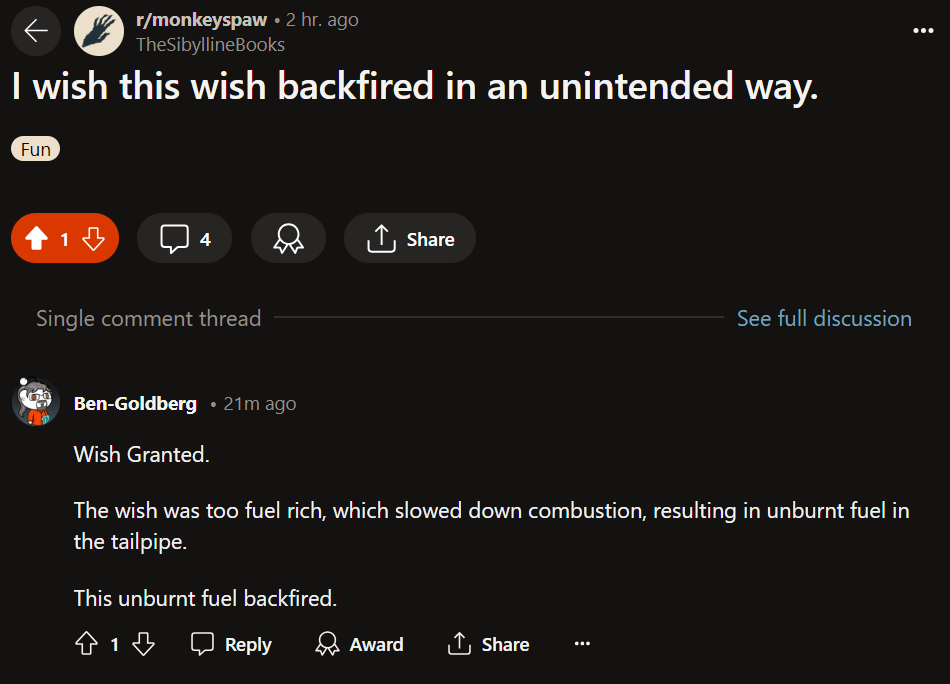 r/monkeyspaw • 2 hr. ago
TheSibyllineBooks
I wish this wish backfired in an unintended way.
Fun
1
4
Share
Single comment thread
See full discussion
Ben-Goldberg • 21m ago
Wish Granted.
The wish was too fuel rich, which slowed down combustion, resulting in unburnt fuel in
the tailpipe.
This unburnt fuel backfired.
1
Reply
Award
Share